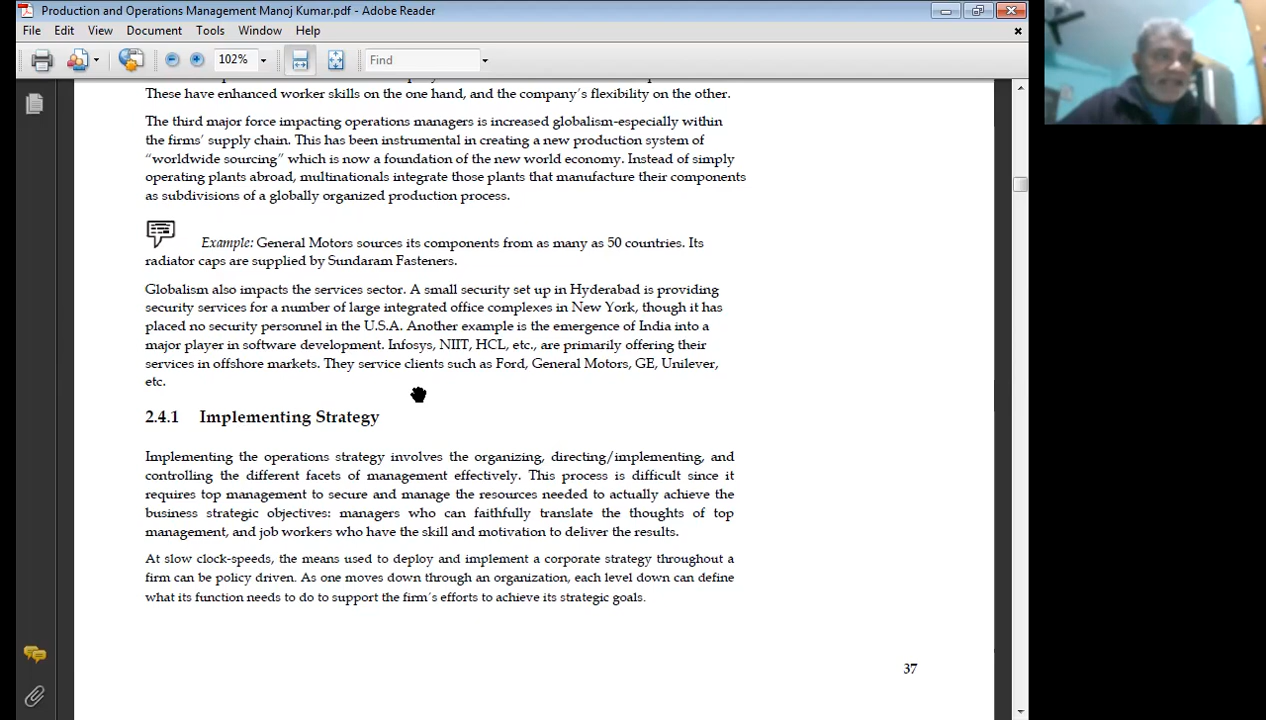 Production and Operations Management Manoj Kumar.pdf - Adobe Reader
File Edit View Document Tools Window Help
102% Find
These have enhanced worker skills on the one hand, and the company's flexibility on the other.
The third major force impacting operations managers is increased globalism-especially within
the firms' supply chain. This has been instrumental in creating a new production system of
“worldwide sourcing” which is now a foundation of the new world economy. Instead of simply
operating plants abroad, multinationals integrate those plants that manufacture their components
as subdivisions of a globally organized production process.
Example: General Motors sources its components from as many as 50 countries. Its
radiator caps are supplied by Sundaram Fasteners.
Globalism also impacts the services sector. A small security set up in Hyderabad is providing
security services for a number of large integrated office complexes in New York, though it has
placed no security personnel in the U.S.A. Another example is the emergence of India into a
major player in software development. Infosys, NIIT, HCL, etc., are primarily offering their
services in offshore markets. They service clients such as Ford, General Motors, GE, Unilever,
etc.
2.4.1 Implementing Strategy
Implementing the operations strategy involves the organizing, directing/implementing, and
controlling the different facets of management effectively. This process is difficult since it
requires top management to secure and manage the resources needed to actually achieve the
business strategic objectives: managers who can faithfully translate the thoughts of top
management, and job workers who have the skill and motivation to deliver the results.
At slow clock-speeds, the means used to deploy and implement a corporate strategy throughout a
firm can be policy driven. As one moves down through an organization, each level down can define
what its function needs to do to support the firm's efforts to achieve its strategic goals.
37